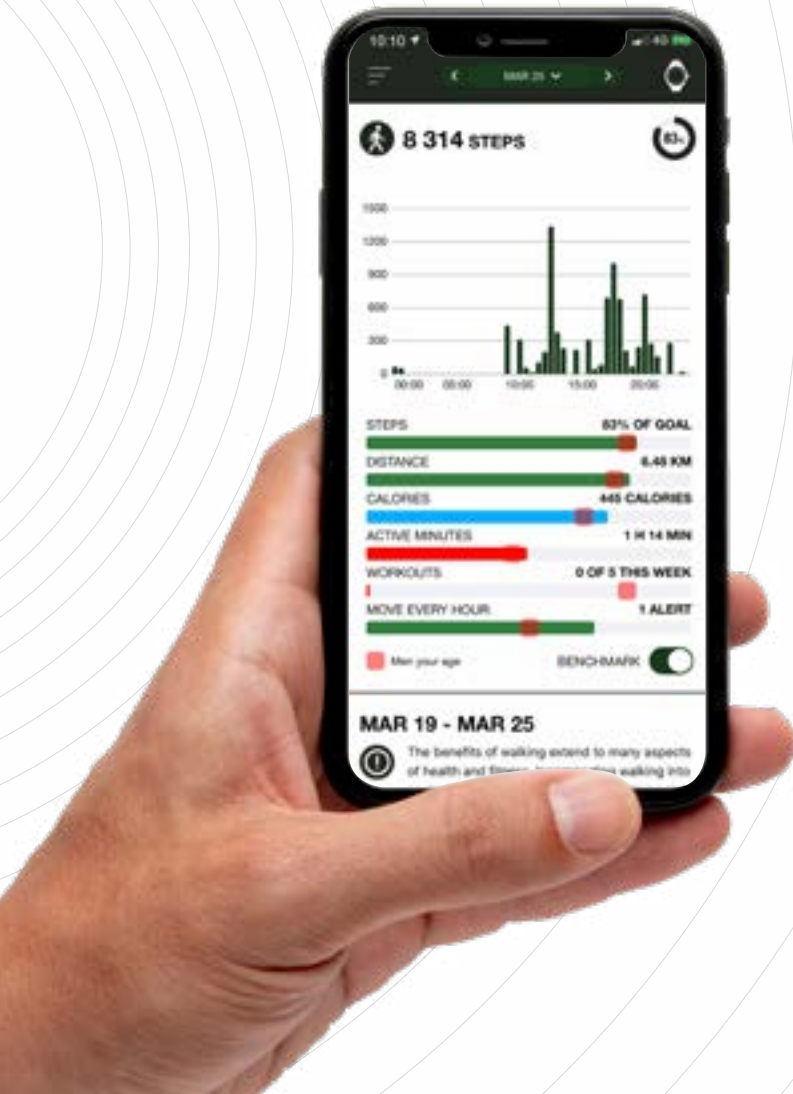 10:10 4G
MAR 25
8 314 STEPS
83%
1500
1200
900
600
300
0
00:00 05:00 10:00 15:00 20:00
STEPS 83% OF GOAL
DISTANCE 6.48 KM
CALORIES 445 CALORIES
ACTIVE MINUTES 1 H 14 MIN
WORKOUTS 0 OF 5 THIS WEEK
MOVE EVERY HOUR 1 ALERT
Men your age BENCHMARK
MAR 19 - MAR 25
The benefits of walking extend to many aspects
of health and walking into